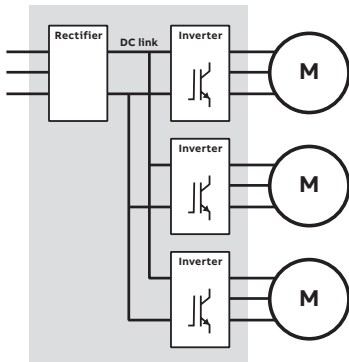 Rectifier
DC link
Inverter
M
Inverter
M
Inverter
M